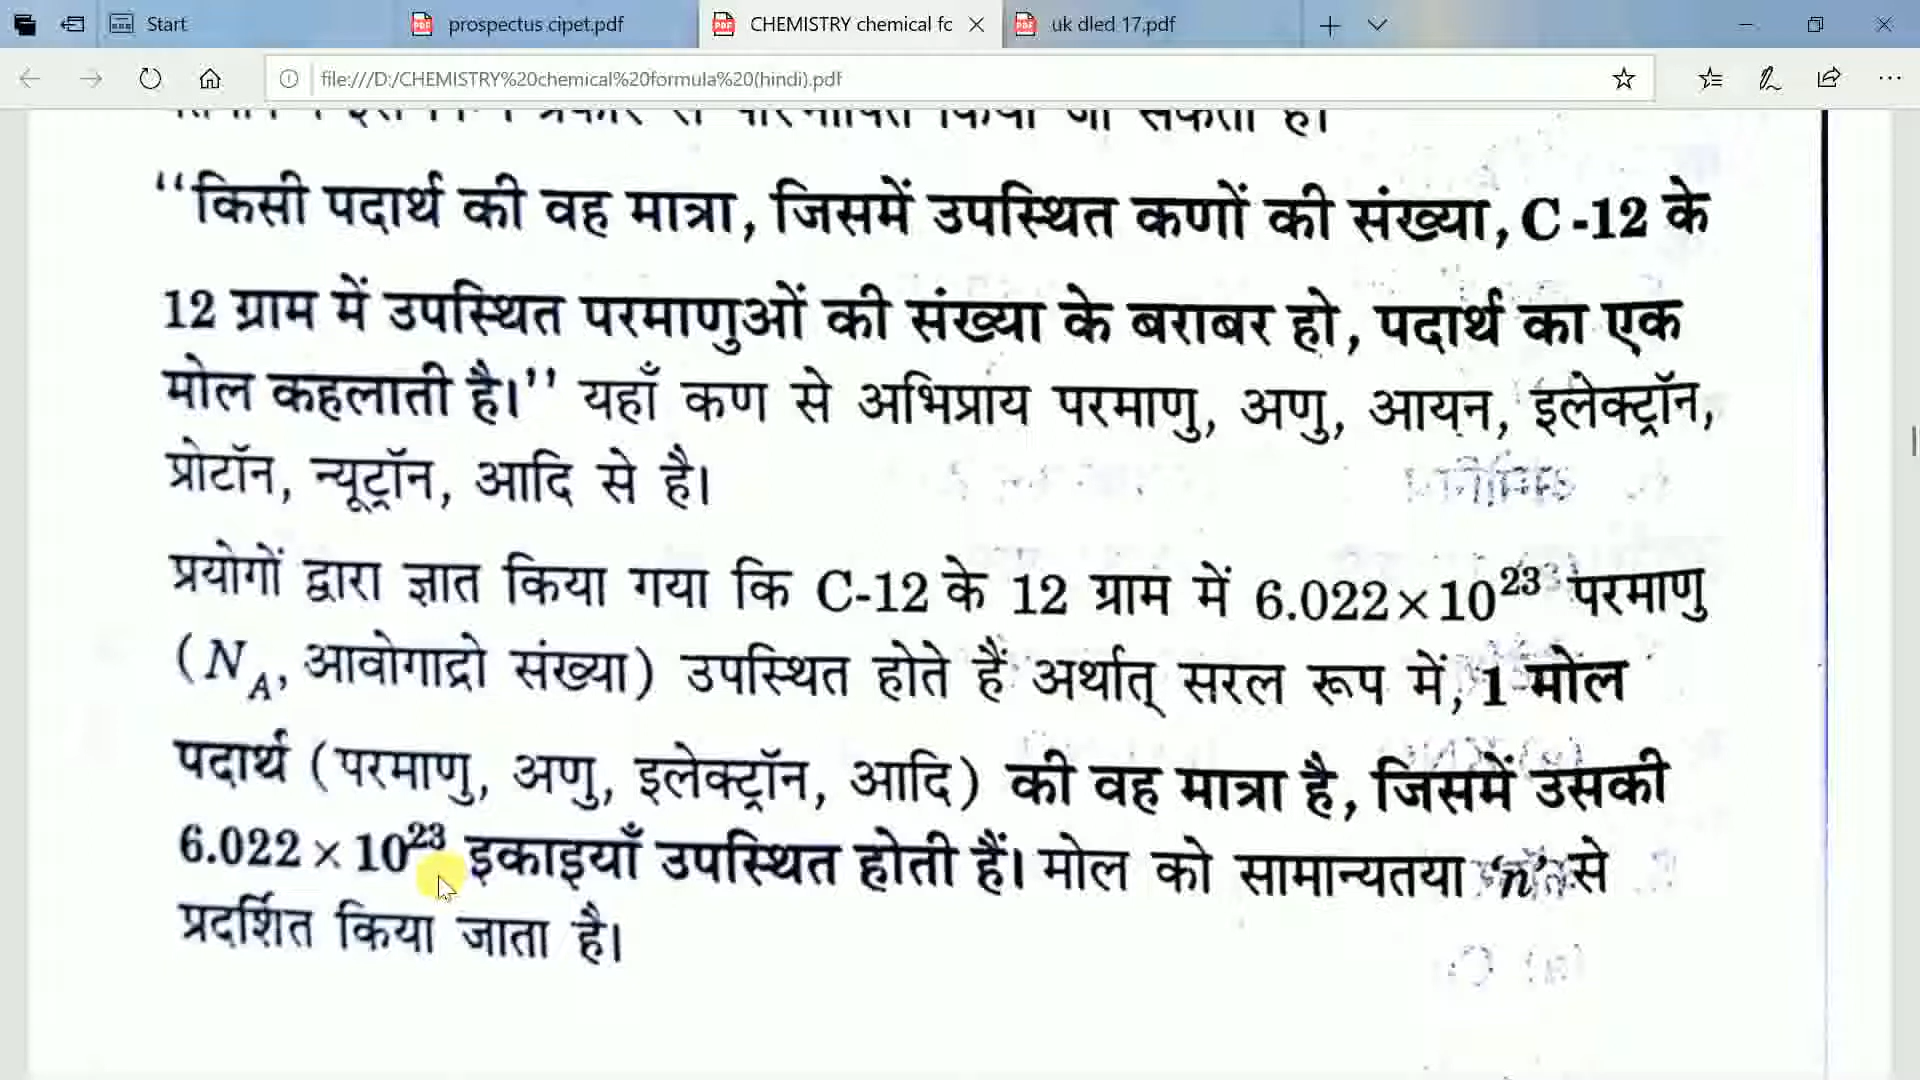 Start
prospectus cipet.pdf
CHEMISTRY chemical fc
uk dled 17.pdf
file:///D:/CHEMISTRY%20chemical%20formula%20(hindi).pdf
प्रकार से परिभाषित किया जा सकता है।
“किसी पदार्थ की वह मात्रा, जिसमें उपस्थित कणों की संख्या, C-12 के
12 ग्राम में उपस्थित परमाणुओं की संख्या के बराबर हो, पदार्थ का एक
मोल कहलाती है।” यहाँ कण से अभिप्राय परमाणु, अणु, आयन, इलेक्ट्रॉन,
प्रोटॉन, न्यूट्रॉन, आदि से है।
प्रयोगों द्वारा ज्ञात किया गया कि C-12 के 12 ग्राम में 6.022×10²³ परमाणु
(N_A, आवोगाद्रो संख्या) उपस्थित होते हैं अर्थात् सरल रूप में, 1 मोल
पदार्थ (परमाणु, अणु, इलेक्ट्रॉन, आदि) की वह मात्रा है, जिसमें उसकी
6.022 × 10²³ इकाइयाँ उपस्थित होती हैं। मोल को सामान्यतया ‘n’ से
प्रदर्शित किया जाता है।